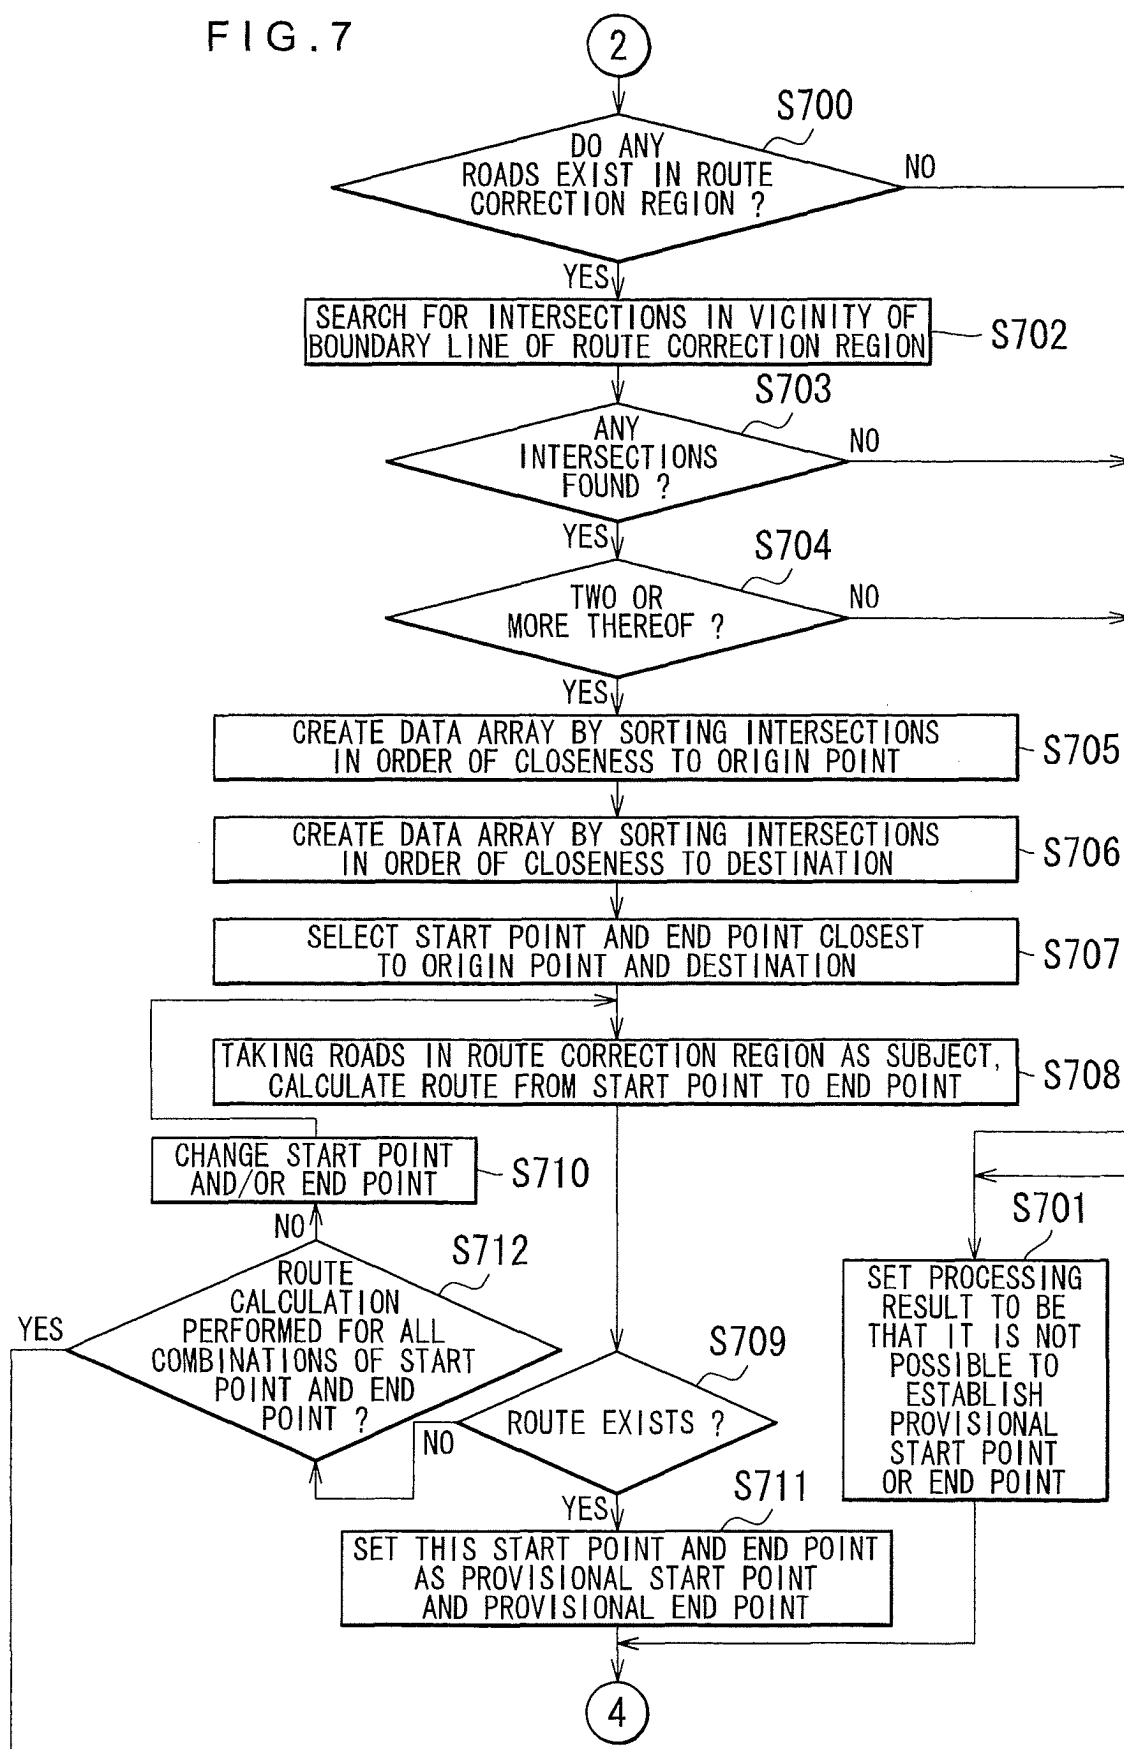 FIG.7
2
S700
DO ANY
ROADS EXIST IN ROUTE
CORRECTION REGION ?
NO
YES
SEARCH FOR INTERSECTIONS IN VICINITY OF
BOUNDARY LINE OF ROUTE CORRECTION REGION
S702
S703
ANY
INTERSECTIONS
FOUND ?
NO
YES
S704
TWO OR
MORE THEREOF ?
NO
YES
CREATE DATA ARRAY BY SORTING INTERSECTIONS
IN ORDER OF CLOSENESS TO ORIGIN POINT
S705
CREATE DATA ARRAY BY SORTING INTERSECTIONS
IN ORDER OF CLOSENESS TO DESTINATION
S706
SELECT START POINT AND END POINT CLOSEST
TO ORIGIN POINT AND DESTINATION
S707
TAKING ROADS IN ROUTE CORRECTION REGION AS SUBJECT,
CALCULATE ROUTE FROM START POINT TO END POINT
S708
CHANGE START POINT
AND/OR END POINT
S710
NO
S712
ROUTE
CALCULATION
PERFORMED FOR ALL
COMBINATIONS OF START
POINT AND END
POINT ?
YES
S709
ROUTE EXISTS ?
NO
YES
S711
SET THIS START POINT AND END POINT
AS PROVISIONAL START POINT
AND PROVISIONAL END POINT
S701
SET PROCESSING
RESULT TO BE
THAT IT IS NOT
POSSIBLE TO
ESTABLISH
PROVISIONAL
START POINT
OR END POINT
4